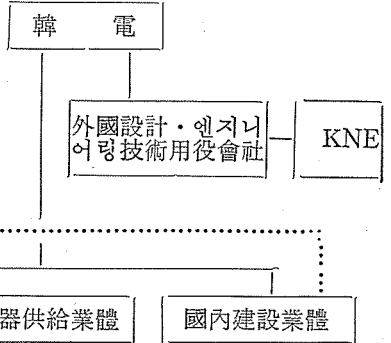 韓 電
外國設計·엔지니
어링技術用役會社
KNE
器供給業體
國內建設業體